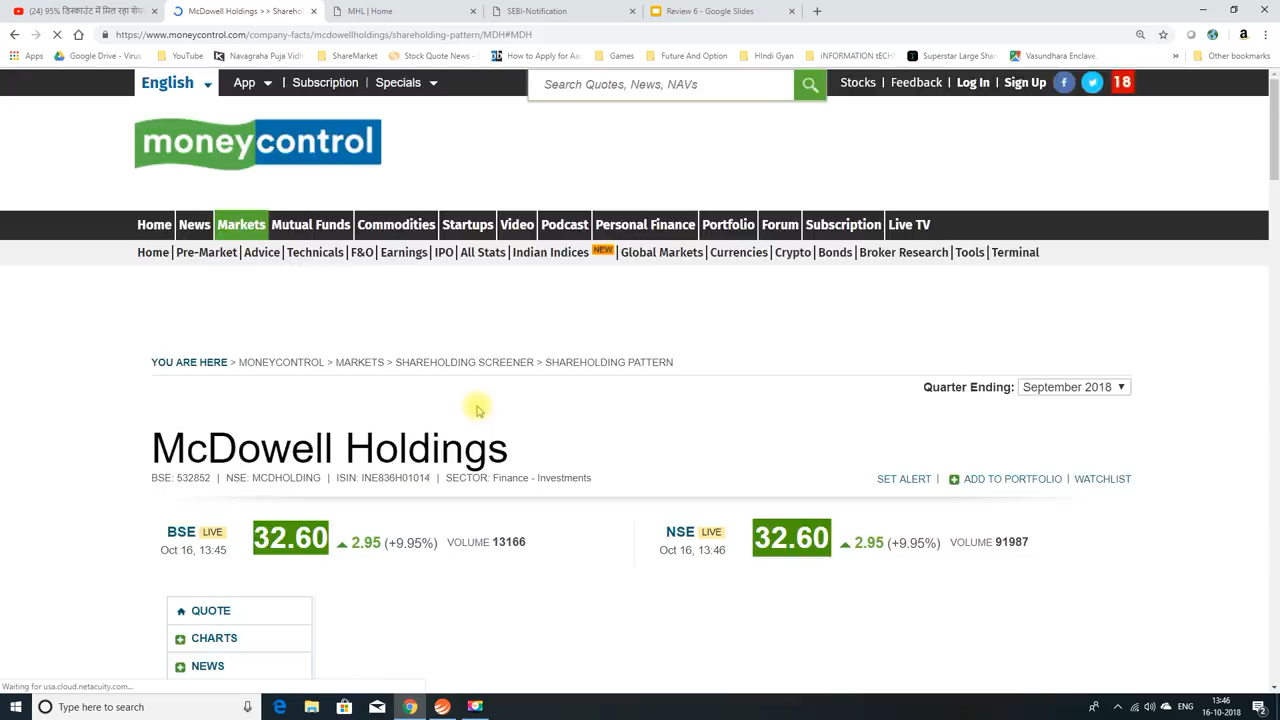 (24) 95% डिस्काउंट में मिल रहा शेयर
McDowell Holdings >> Sharehol
MHL | Home
SEBI-Notification
Review 6 - Google Slides
https://www.moneycontrol.com/company-facts/mcdowellholdings/shareholding-pattern/MDH#MDH
Apps
Google Drive - Virus
YouTube
Navagraha Puja Vidhi
ShareMarket
Stock Quote News -
How to Apply for Aad
Games
Future And Option
HIndi Gyan
iNFORMATION tECH
Superstar Large Shar
Vasundhara Enclave,
»
Other bookmarks
English
App
Subscription
Specials
Search Quotes, News, NAVs
Stocks | Feedback | Log In | Sign Up
18
moneycontrol
Home
News
Markets
Mutual Funds
Commodities
Startups
Video
Podcast
Personal Finance
Portfolio
Forum
Subscription
Live TV
Home | Pre-Market | Advice | Technicals | F&O | Earnings | IPO | All Stats | Indian Indices NEW | Global Markets | Currencies | Crypto | Bonds | Broker Research | Tools | Terminal
YOU ARE HERE > MONEYCONTROL > MARKETS > SHAREHOLDING SCREENER > SHAREHOLDING PATTERN
Quarter Ending: September 2018
McDowell Holdings
BSE: 532852 | NSE: MCDHOLDING | ISIN: INE836H01014 | SECTOR: Finance - Investments
SET ALERT | ADD TO PORTFOLIO | WATCHLIST
BSE LIVE
Oct 16, 13:45
32.60
2.95 (+9.95%)
VOLUME 13166
NSE LIVE
Oct 16, 13:46
32.60
2.95 (+9.95%)
VOLUME 91987
QUOTE
CHARTS
NEWS
Waiting for usa.cloud.netacuity.com...
Type here to search
ENG
13:46
16-10-2018
2